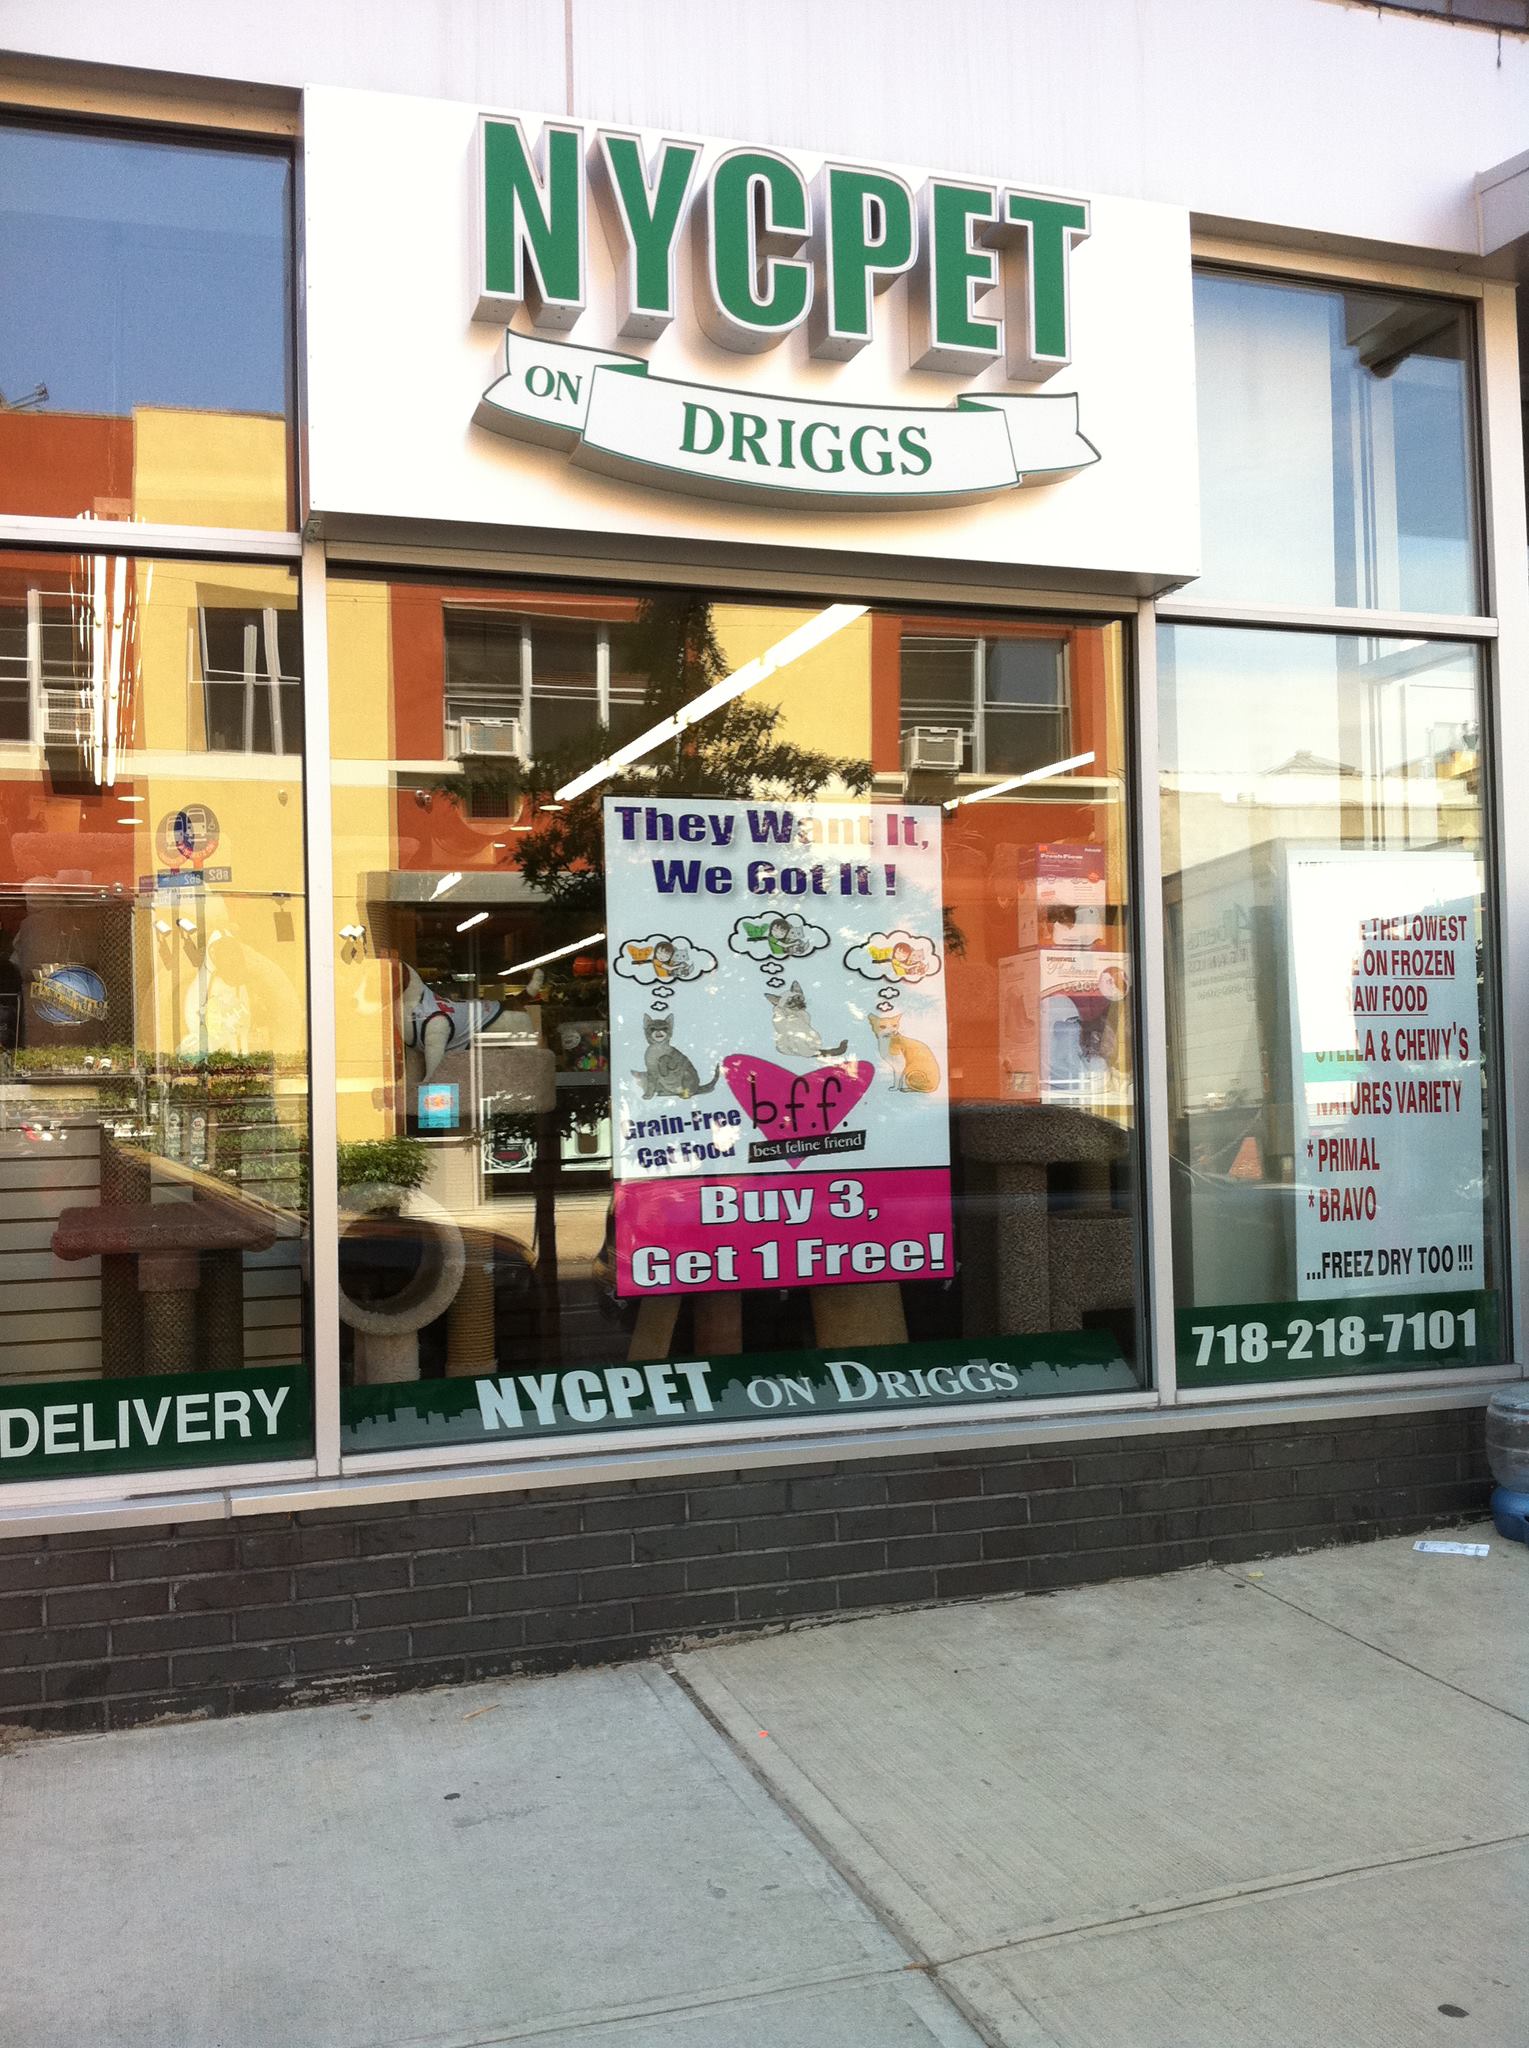 NYCPET
ON DRIGGS
They Want It,
We Got It!
Grain-Free
Cat Food
b.f.f.
best feline friend
Buy 3,
Get 1 Free!
THE LOWEST
ON FROZEN
FOOD
& CHEWY'S
NATURES VARIETY
* PRIMAL
* BRAVO
...FREEZ DRY TOO !!!
DELIVERY
NYCPET ON DRIGGS
718-218-7101